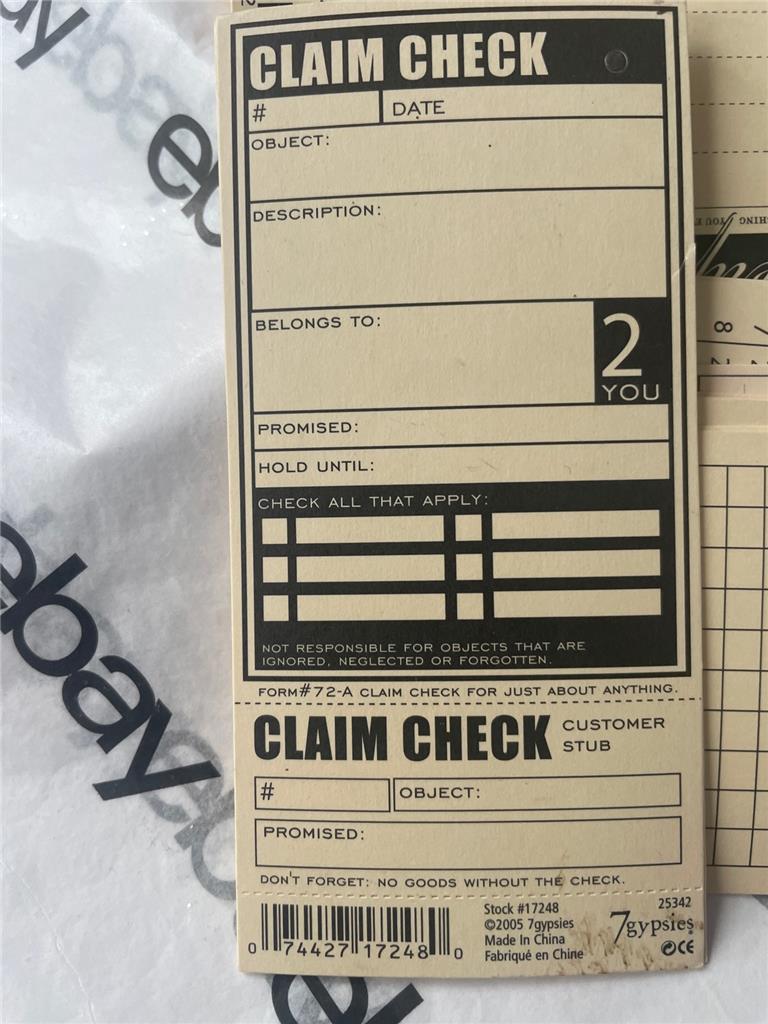 CLAIM CHECK
# DATE
OBJECT:
DESCRIPTION:
BELONGS TO:
2
YOU
PROMISED:
HOLD UNTIL:
CHECK ALL THAT APPLY:
NOT RESPONSIBLE FOR OBJECTS THAT ARE
IGNORED, NEGLECTED OR FORGOTTEN.
FORM#72-A CLAIM CHECK FOR JUST ABOUT ANYTHING.
CLAIM CHECK CUSTOMER
STUB
# OBJECT:
PROMISED:
DON'T FORGET: NO GOODS WITHOUT THE CHECK.
0 74427 17248 0
Stock #17248
©2005 7gypsies
Made In China
Fabriqué en Chine
25342
7gypsies
CE
ebay
8